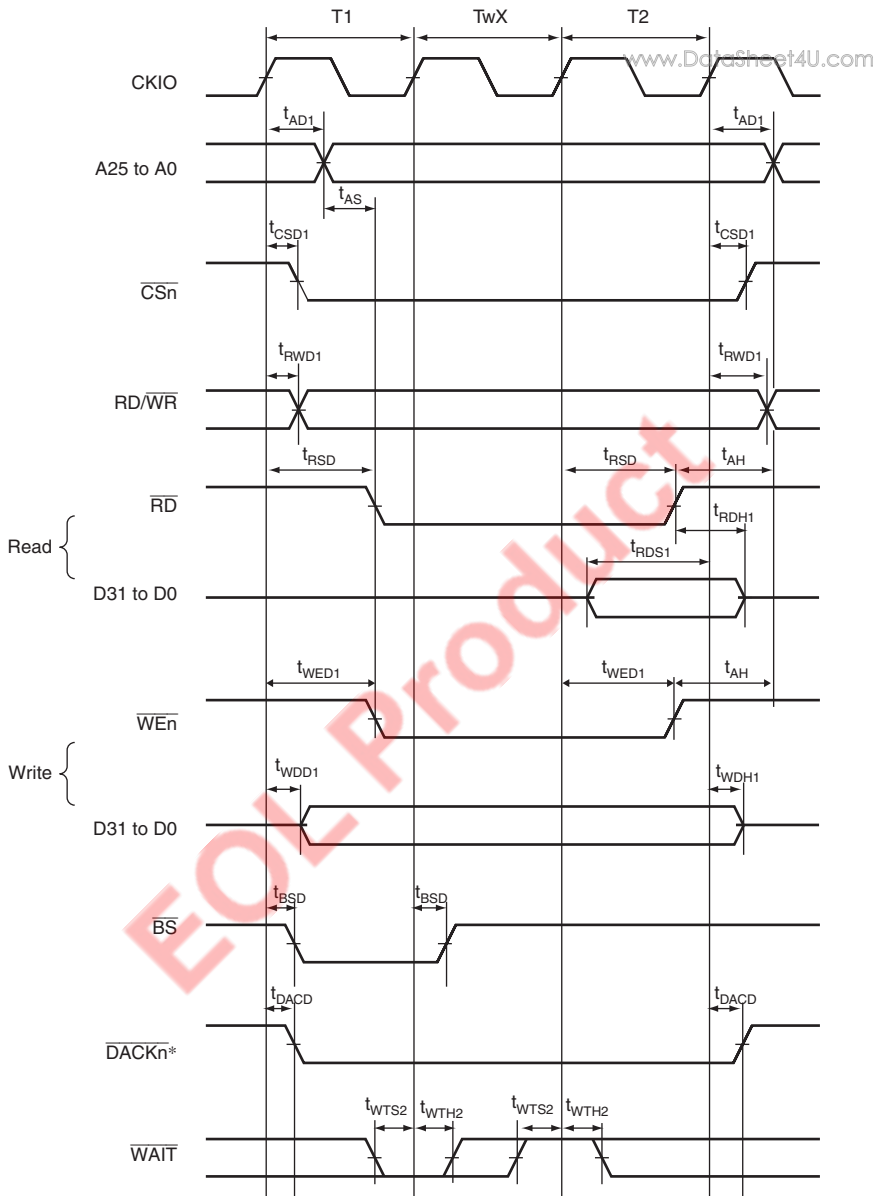 T1 TwX T2
www.DataSheet4U.com
CKIO
tAD1 tAD1
A25 to A0
tAS
tCSD1 tCSD1
CSn
tRWD1 tRWD1
RD/WR
tRSD tRSD tAH
RD
tRDH1
Read
tRDS1
D31 to D0
tWED1 tWED1 tAH
WEn
Write
tWDD1 tWDH1
D31 to D0
tBSD tBSD
BS
tDACD tDACD
DACKn*
tWTS2 tWTH2 tWTS2 tWTH2
WAIT
EOL Product